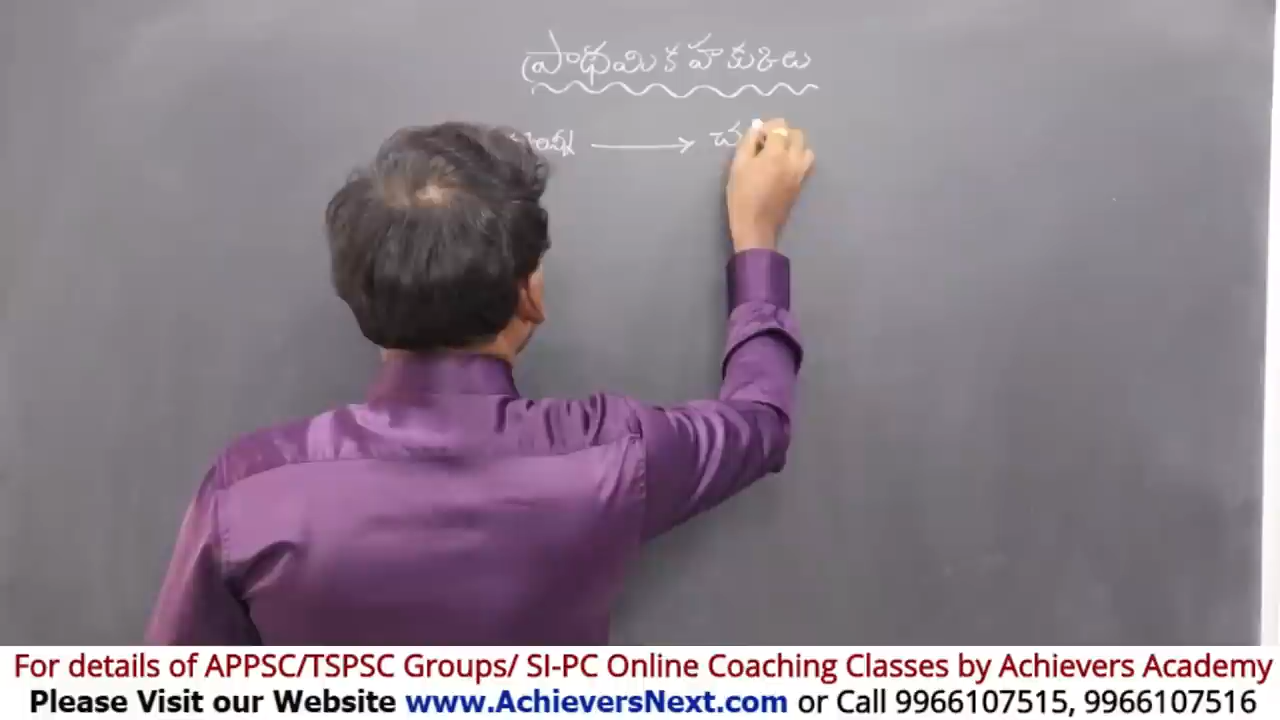 ప్రాథమిక హక్కులు
→ చ
For details of APPSC/TSPSC Groups/ SI-PC Online Coaching Classes by Achievers Academy
Please Visit our Website www.AchieversNext.com or Call 9966107515, 9966107516